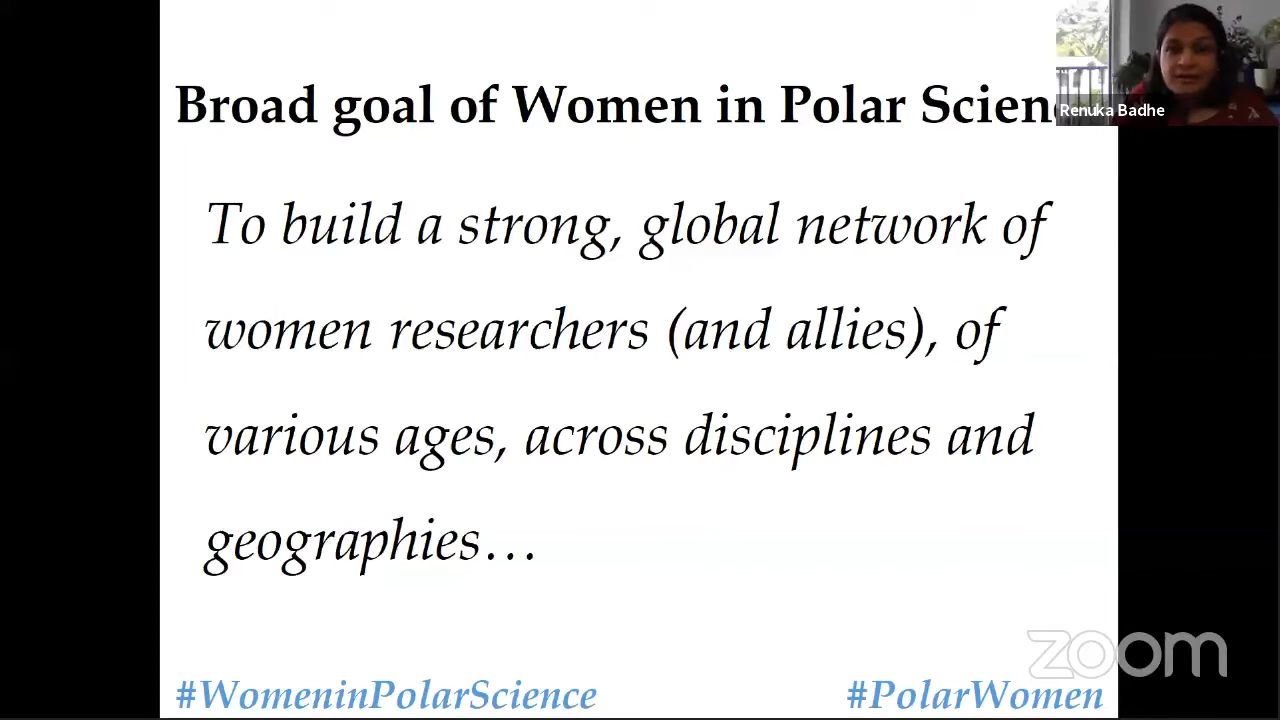 Broad goal of Women in Polar Scien
Renuka Badhe
To build a strong, global network of
women researchers (and allies), of
various ages, across disciplines and
geographies…
zoom
#WomeninPolarScience
#PolarWomen